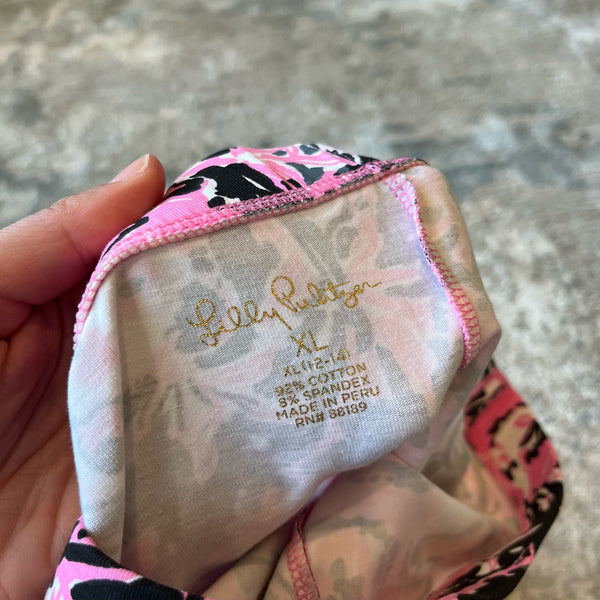 Lilly Pulitzer
XL
XL (12-14)
92% COTTON
8% SPANDEX
MADE IN PERU
RN# 88189